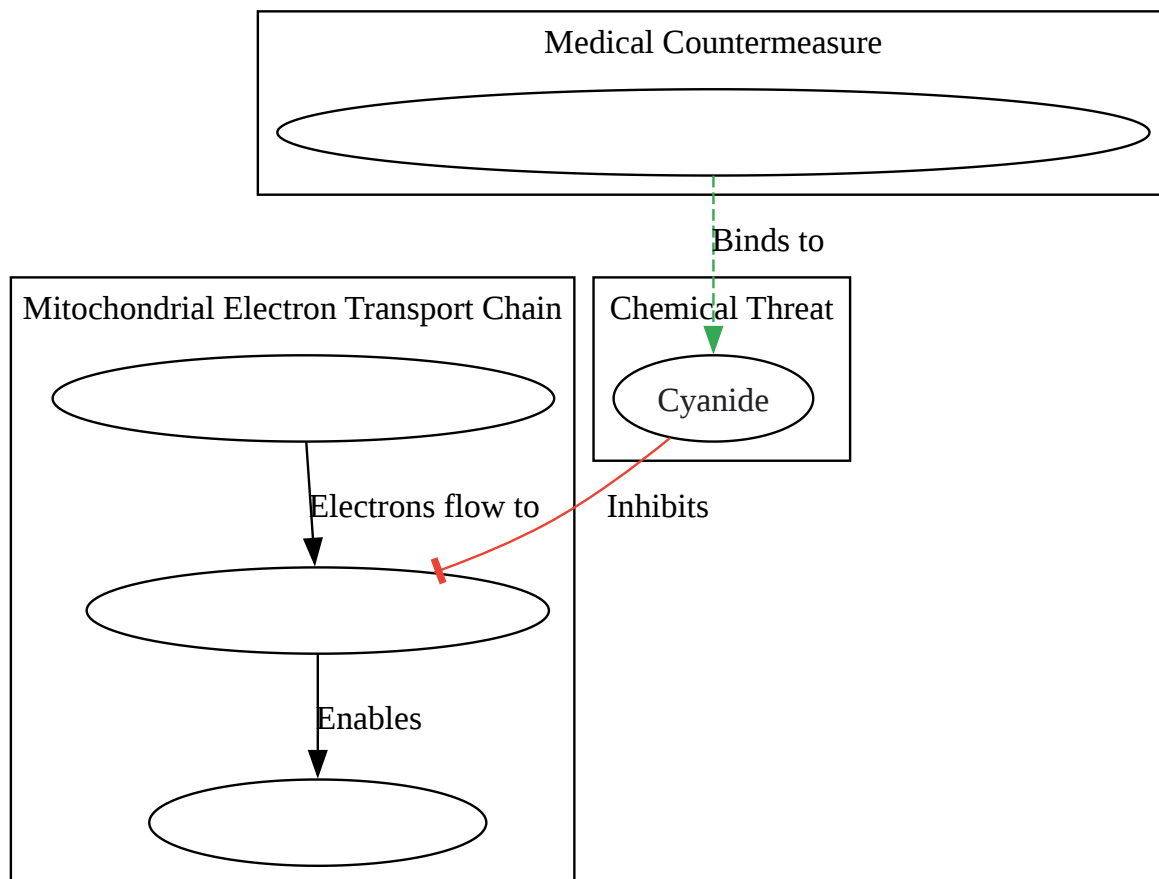 Medical Countermeasure
Binds to
Mitochondrial Electron Transport Chain
Chemical Threat
Cyanide
Electrons flow to
Inhibits
Enables